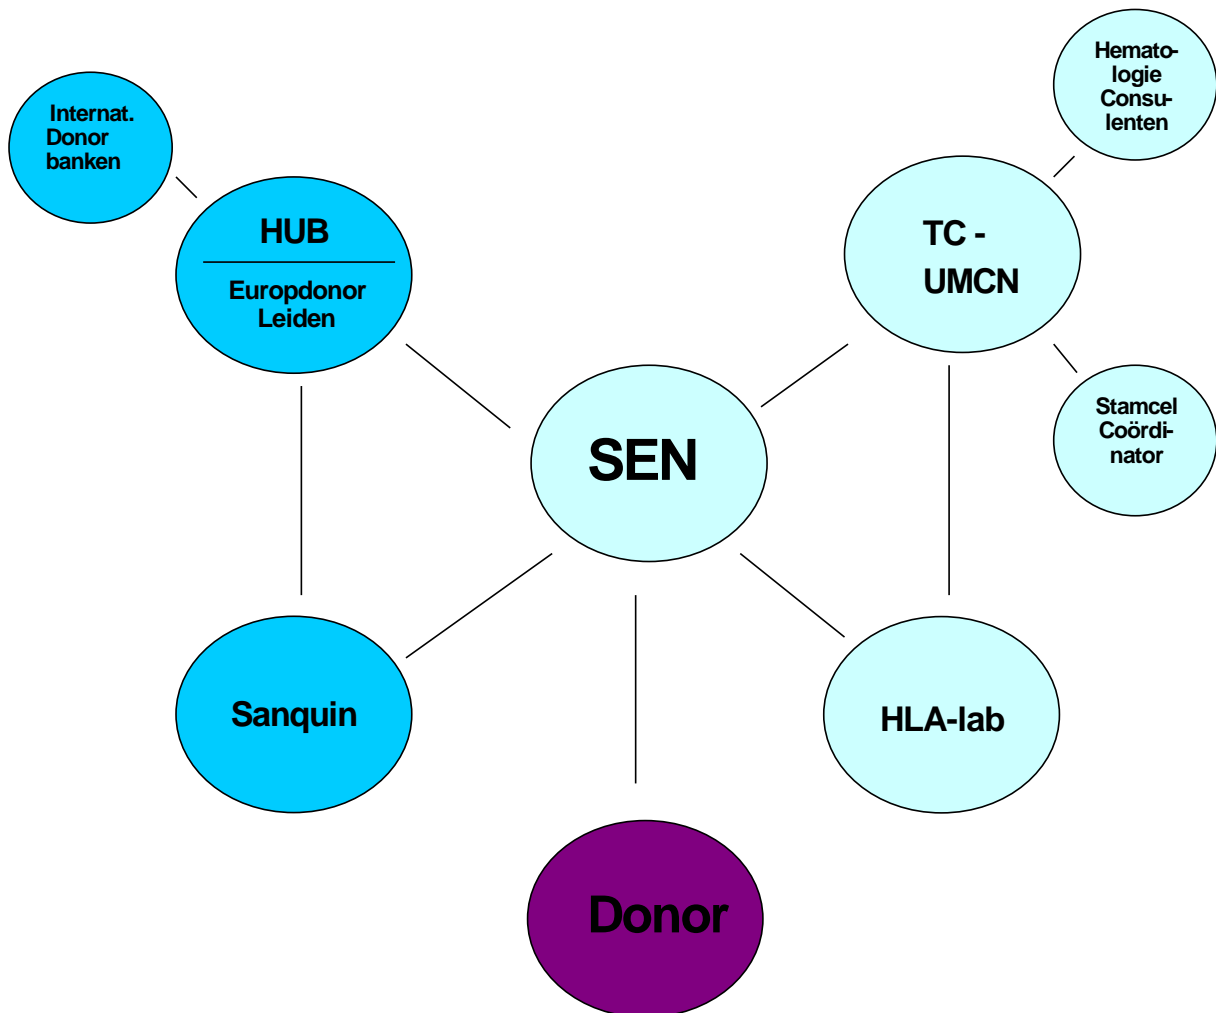 Hemato-
logie
Consu-
lenten
Internat.
Donor
banken
HUB
Europdonor
Leiden
TC -
UMCN
Stamcel
Coördi-
nator
SEN
Sanquin
HLA-lab
Donor